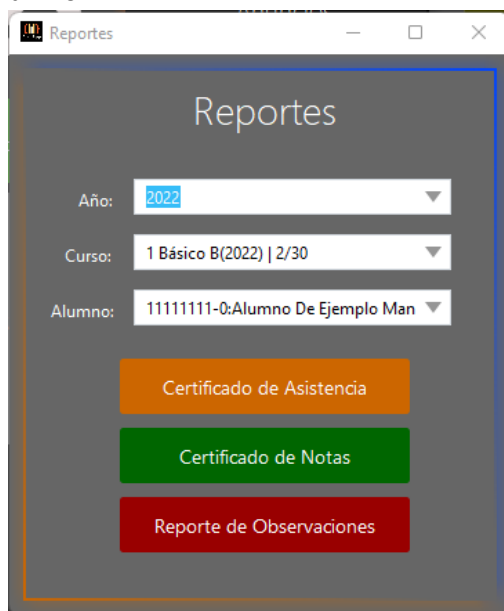 Reportes
Reportes
Año: 2022
Curso: 1 Básico B(2022) | 2/30
Alumno: 11111111-0:Alumno De Ejemplo Man
Certificado de Asistencia
Certificado de Notas
Reporte de Observaciones